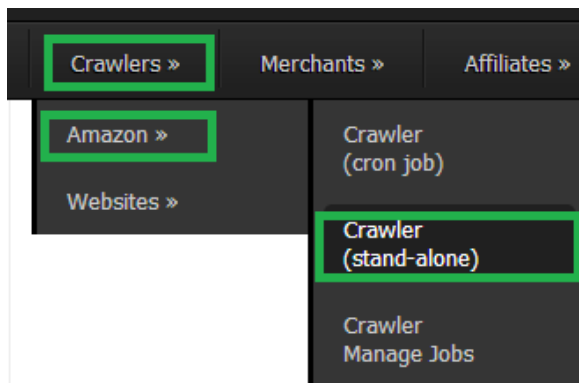 Crawlers »
Merchants »
Affiliates »
Amazon »
Websites »
Crawler
(cron job)
Crawler
(stand-alone)
Crawler
Manage Jobs